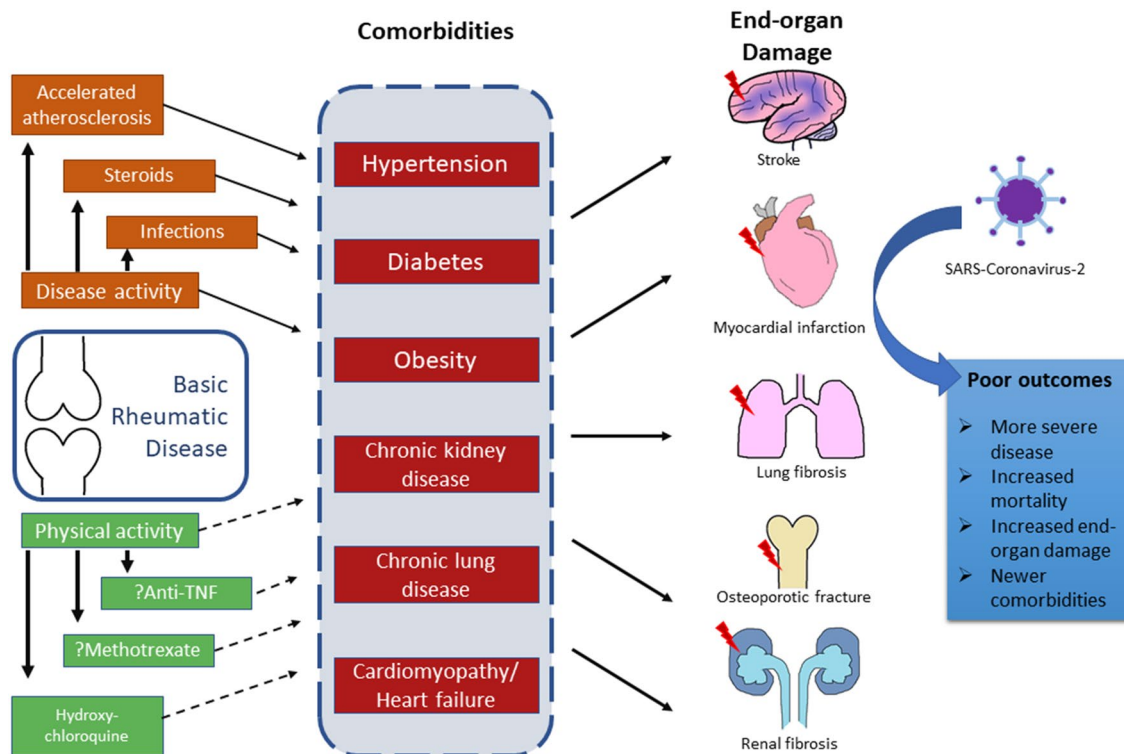 Comorbidities
End-organ
Damage
Accelerated
atherosclerosis
Steroids
Infections
Disease activity
Basic
Rheumatic
Disease
Physical activity
?Anti-TNF
?Methotrexate
Hydroxy-
chloroquine
Hypertension
Diabetes
Obesity
Chronic kidney
disease
Chronic lung
disease
Cardiomyopathy/
Heart failure
Stroke
Myocardial infarction
Lung fibrosis
Osteoporotic fracture
Renal fibrosis
SARS-Coronavirus-2
Poor outcomes
➢ More severe
disease
➢ Increased
mortality
➢ Increased end-
organ damage
➢ Newer
comorbidities